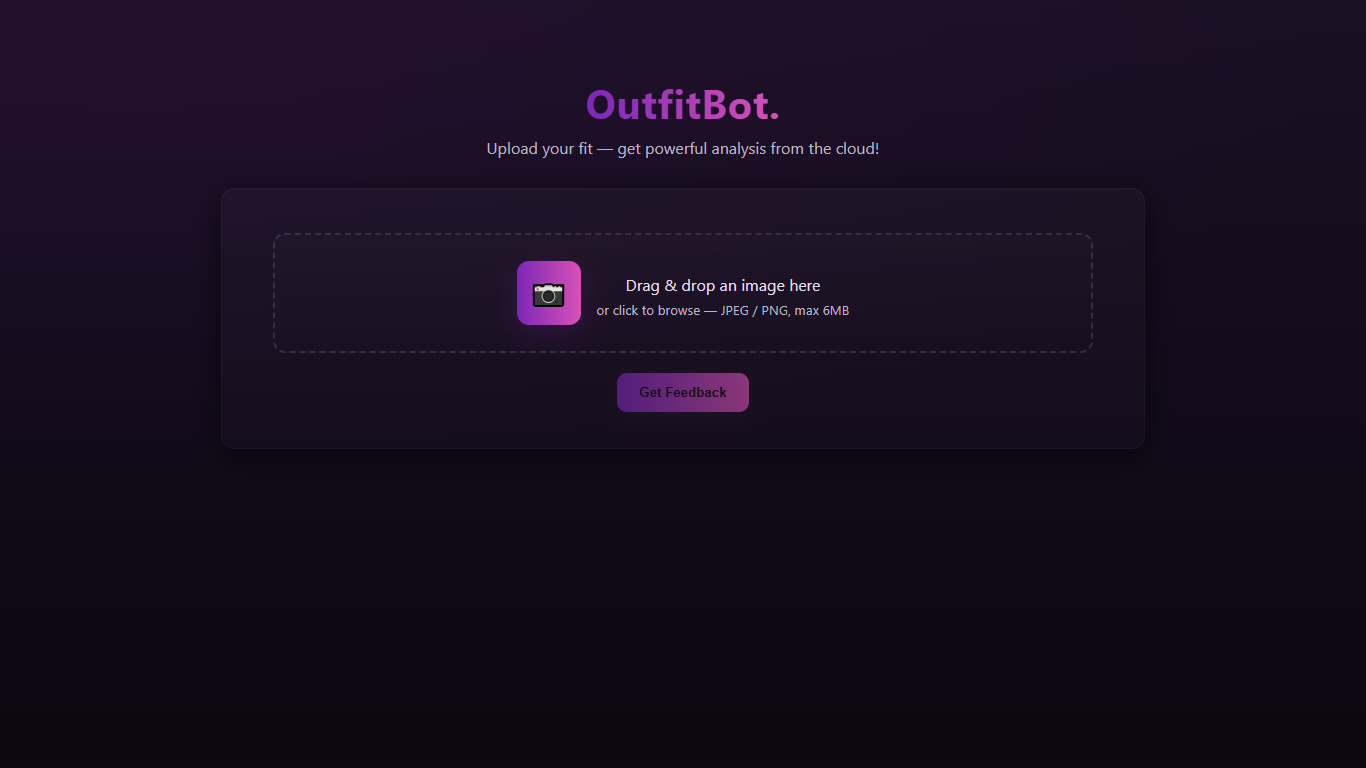 OutfitBot.
Upload your fit — get powerful analysis from the cloud!
Drag & drop an image here
or click to browse — JPEG / PNG, max 6MB
Get Feedback